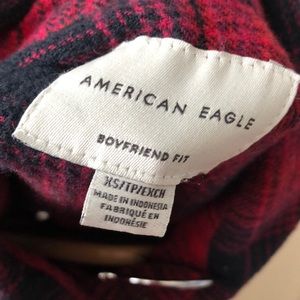 AMERICAN EAGLE
BOYFRIEND FIT
XS/TP/EXCH
MADE IN INDONESIA
FABRIQUÉ EN
INDONÉSIE